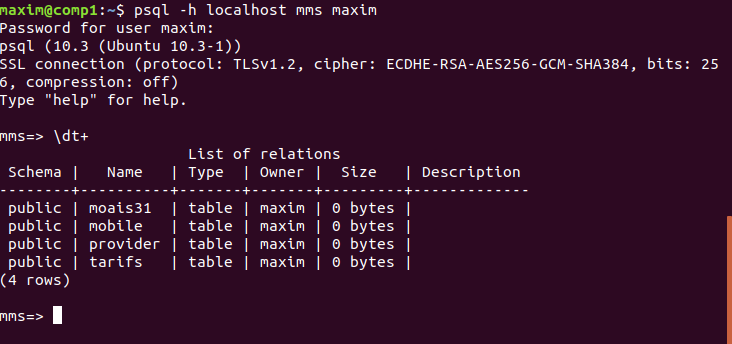 maxim@comp1:~$ psql -h localhost mms maxim
Password for user maxim:
psql (10.3 (Ubuntu 10.3-1))
SSL connection (protocol: TLSv1.2, cipher: ECDHE-RSA-AES256-GCM-SHA384, bits: 25
6, compression: off)
Type "help" for help.

mms=> \dt+
                     List of relations
 Schema |   Name   | Type  | Owner |  Size   | Description
--------+----------+-------+-------+---------+-------------
 public | moais31  | table | maxim | 0 bytes |
 public | mobile   | table | maxim | 0 bytes |
 public | provider | table | maxim | 0 bytes |
 public | tarifs   | table | maxim | 0 bytes |
(4 rows)

mms=>